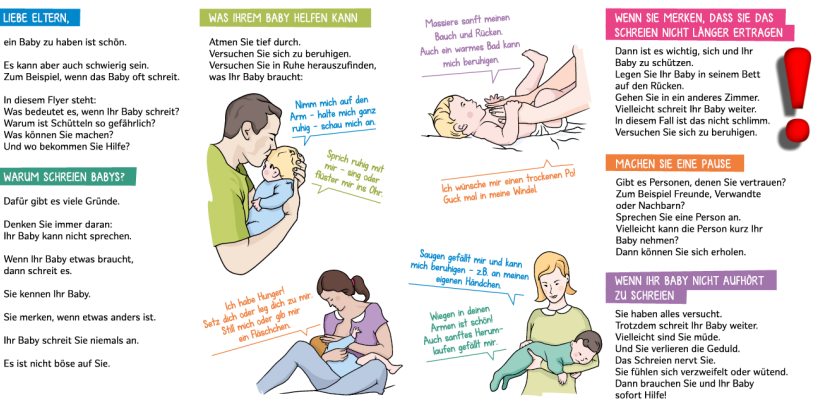 LIEBE ELTERN,
ein Baby zu haben ist schön.
Es kann aber auch schwierig sein.
Zum Beispiel, wenn das Baby oft schreit.
In diesem Flyer steht:
Was bedeutet es, wenn Ihr Baby schreit?
Warum ist Schütteln so gefährlich?
Was können Sie machen?
Und wo bekommen Sie Hilfe?
WARUM SCHREIEN BABYS?
Dafür gibt es viele Gründe.
Denken Sie immer daran:
Ihr Baby kann nicht sprechen.
Wenn Ihr Baby etwas braucht,
dann schreit es.
Sie kennen Ihr Baby.
Sie merken, wenn etwas anders ist.
Ihr Baby schreit Sie niemals an.
Es ist nicht böse auf Sie.
WAS IHREM BABY HELFEN KANN
Atmen Sie tief durch.
Versuchen Sie sich zu beruhigen.
Versuchen Sie in Ruhe herauszufinden,
was Ihr Baby braucht:
Nimm mich auf den
Arm – halte mich ganz
ruhig – schau mich an.
Sprich ruhig mit
mir – sing oder
flüster mir ins Ohr.
Ich habe Hunger!
Setz dich oder leg dich zu mir.
Still mich oder gib mir
ein Fläschchen.
Massiere sanft meinen
Bauch und Rücken.
Auch ein warmes Bad kann
mich beruhigen.
Ich wünsche mir einen trockenen Po!
Guck mal in meine Windel.
Saugen gefällt mir und kann
mich beruhigen – z.B. an meinen
eigenen Händchen.
Wiegen in deinen
Armen ist schön!
Auch sanftes Herum-
laufen gefällt mir.
WENN SIE MERKEN, DASS SIE DAS
SCHREIEN NICHT LÄNGER ERTRAGEN
Dann ist es wichtig, sich und Ihr
Baby zu schützen.
Legen Sie Ihr Baby in seinem Bett
auf den Rücken.
Gehen Sie in ein anderes Zimmer.
Vielleicht schreit Ihr Baby weiter.
In diesem Fall ist das nicht schlimm.
Versuchen Sie sich zu beruhigen.
!
MACHEN SIE EINE PAUSE
Gibt es Personen, denen Sie vertrauen?
Zum Beispiel Freunde, Verwandte
oder Nachbarn?
Sprechen Sie eine Person an.
Vielleicht kann die Person kurz Ihr
Baby nehmen?
Dann können Sie sich erholen.
WENN IHR BABY NICHT AUFHÖRT
ZU SCHREIEN
Sie haben alles versucht.
Trotzdem schreit Ihr Baby weiter.
Vielleicht sind Sie müde.
Und Sie verlieren die Geduld.
Das Schreien nervt Sie.
Sie fühlen sich verzweifelt oder wütend.
Dann brauchen Sie und Ihr Baby
sofort Hilfe!